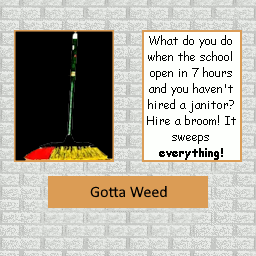 What do you do
when the school
open in 7 hours
and you haven't
hired a janitor?
Hire a broom! It
sweeps
everything!
Gotta Weed